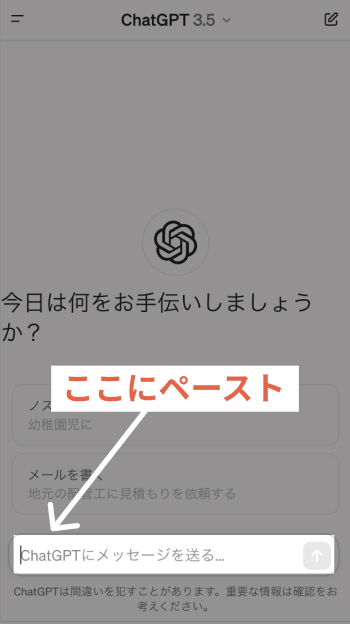 ChatGPT 3.5
今日は何をお手伝いしましょう
か？
ここにペースト
ノス
幼稚園児に
メールを書く
地元の配管工に見積もりを依頼する
ChatGPTにメッセージを送る...
ChatGPTは間違いを犯すことがあります。重要な情報は確認をお
考えください。